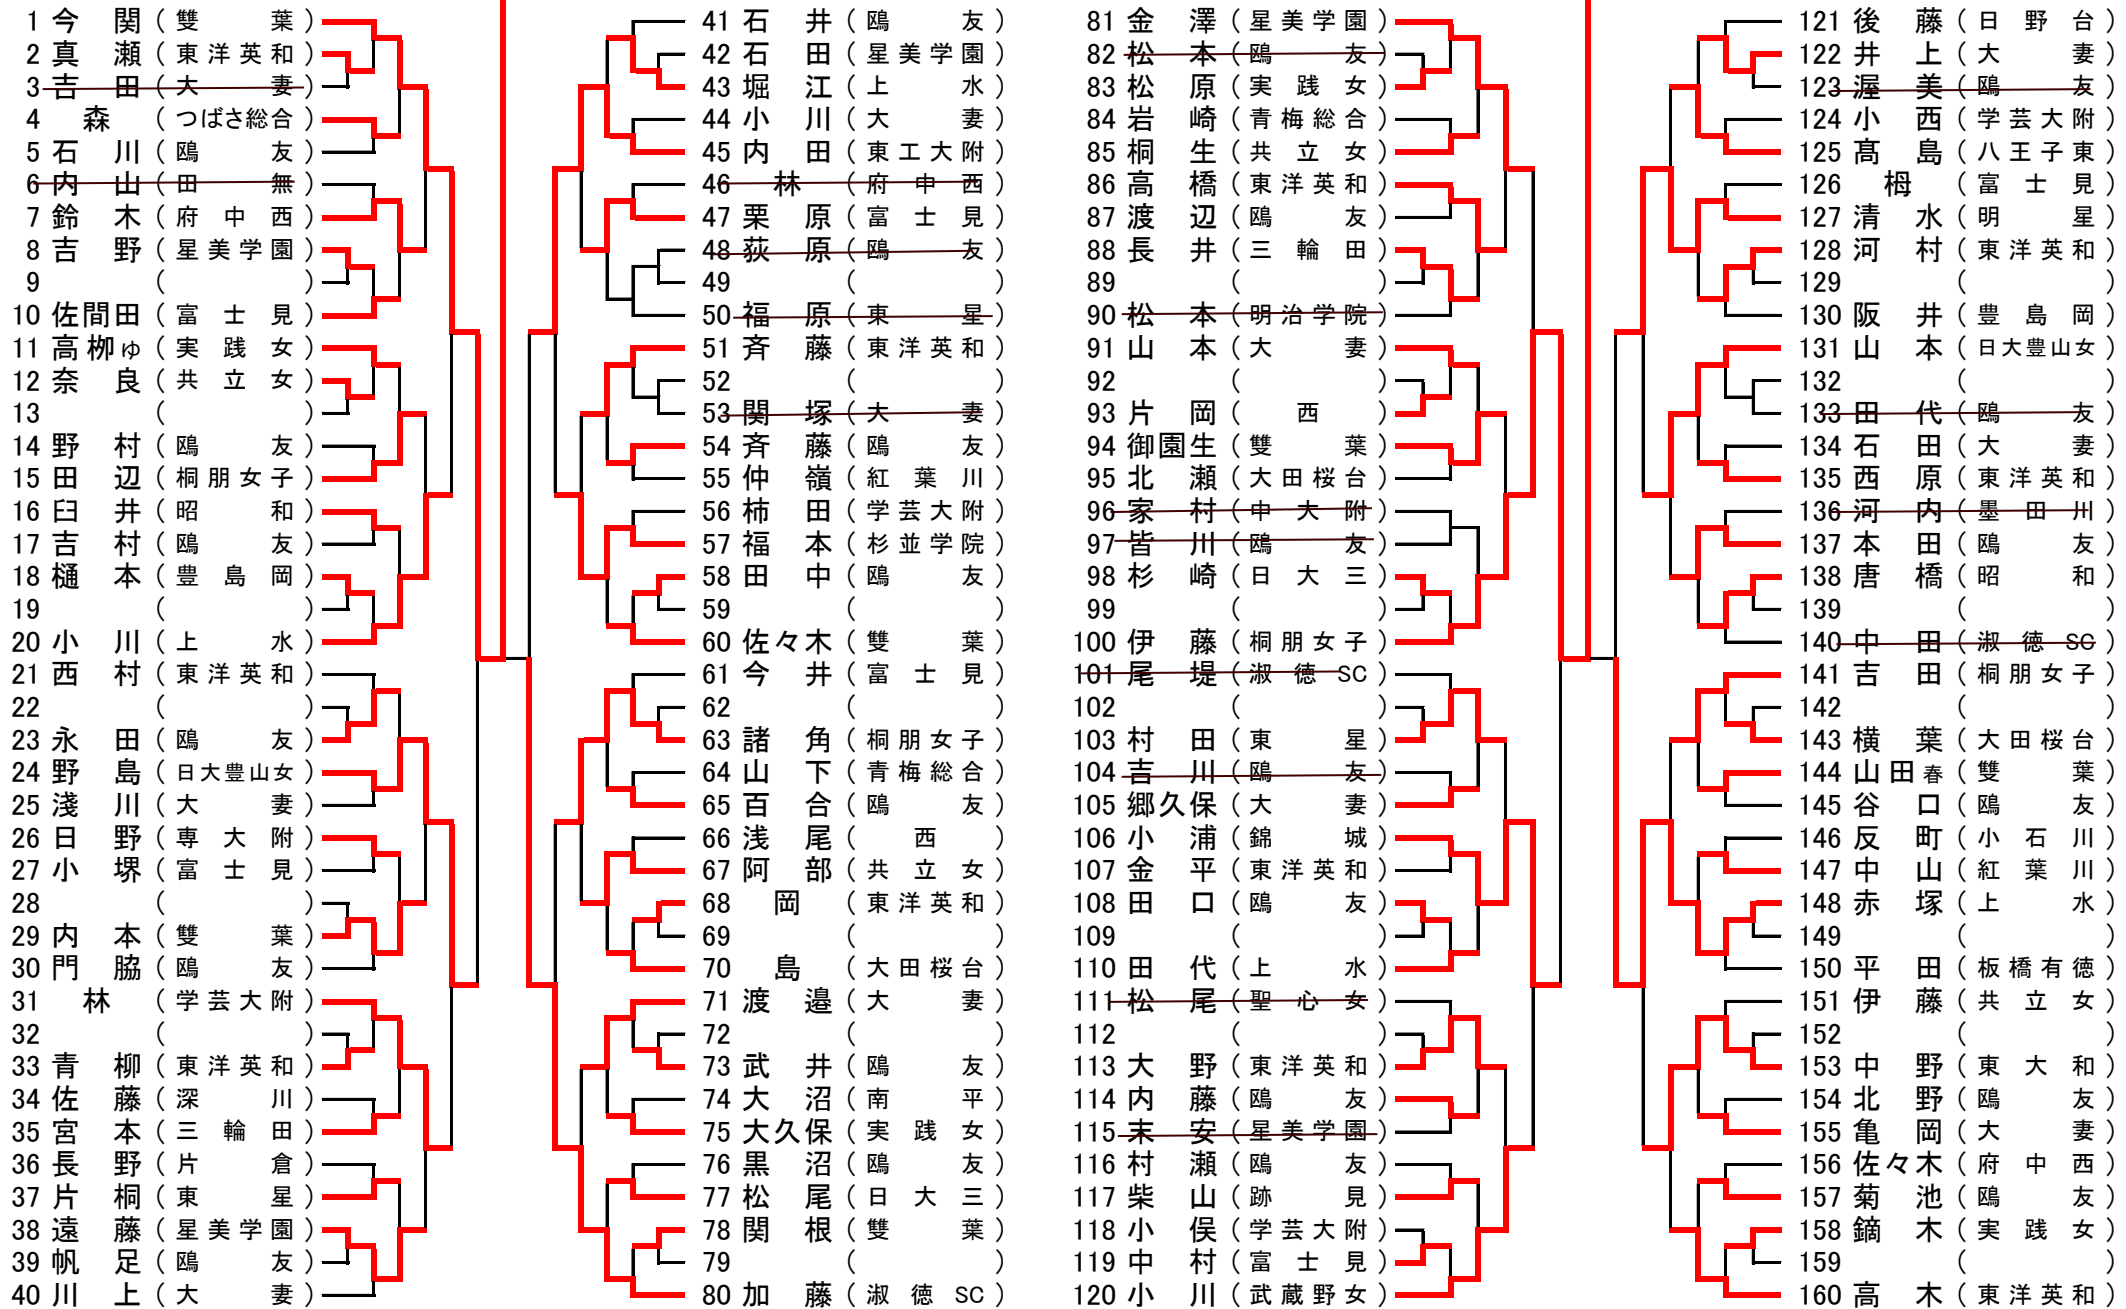 1 今関 (雙葉)
2 真瀬 (東洋英和)
3 吉田 (大妻)
4 森 (つばさ総合)
5 石川 (鴎友)
6 内山 (田無)
7 鈴木 (府中西)
8 吉野 (星美学園)
9 ( )
10 佐間田 (富士見)
11 高栁ゅ (実践女)
12 奈良 (共立女)
13 ( )
14 野村 (鴎友)
15 田辺 (桐朋女子)
16 臼井 (昭和)
17 吉村 (鴎友)
18 樋本 (豊島岡)
19 ( )
20 小川 (上水)
21 西村 (東洋英和)
22 ( )
23 永田 (鴎友)
24 野島 (日大豊山女)
25 淺川 (大妻)
26 日野 (専大附)
27 小堺 (富士見)
28 ( )
29 内本 (雙葉)
30 門脇 (鴎友)
31 林 (学芸大附)
32 ( )
33 青柳 (東洋英和)
34 佐藤 (深川)
35 宮本 (三輪田)
36 長野 (片倉)
37 片桐 (東星)
38 遠藤 (星美学園)
39 帆足 (鴎友)
40 川上 (大妻)
41 石井 (鴎友)
42 石田 (星美学園)
43 堀江 (上水)
44 小川 (大妻)
45 内田 (東工大附)
46 林 (府中西)
47 栗原 (富士見)
48 荻原 (鴎友)
49 ( )
50 福原 (東星)
51 斉藤 (東洋英和)
52 ( )
53 関塚 (大妻)
54 斉藤 (鴎友)
55 仲嶺 (紅葉川)
56 柿田 (学芸大附)
57 福本 (杉並学院)
58 田中 (鴎友)
59 ( )
60 佐々木 (雙葉)
61 今井 (富士見)
62 ( )
63 諸角 (桐朋女子)
64 山下 (青梅総合)
65 百合 (鴎友)
66 浅尾 (西)
67 阿部 (共立女)
68 岡 (東洋英和)
69 ( )
70 島 (大田桜台)
71 渡邉 (大妻)
72 ( )
73 武井 (鴎友)
74 大沼 (南平)
75 大久保 (実践女)
76 黒沼 (鴎友)
77 松尾 (日大三)
78 関根 (雙葉)
79 ( )
80 加藤 (淑徳SC)
81 金澤 (星美学園)
82 松本 (鴎友)
83 松原 (実践女)
84 岩崎 (青梅総合)
85 桐生 (共立女)
86 高橋 (東洋英和)
87 渡辺 (鴎友)
88 長井 (三輪田)
89 ( )
90 松本 (明治学院)
91 山本 (大妻)
92 ( )
93 片岡 (西)
94 御園生 (雙葉)
95 北瀬 (大田桜台)
96 家村 (中大附)
97 皆川 (鴎友)
98 杉崎 (日大三)
99 ( )
100 伊藤 (桐朋女子)
101 尾堤 (淑徳SC)
102 ( )
103 村田 (東星)
104 吉川 (鴎友)
105 郷久保 (大妻)
106 小浦 (錦城)
107 金平 (東洋英和)
108 田口 (鴎友)
109 ( )
110 田代 (上水)
111 松尾 (聖心女)
112 ( )
113 大野 (東洋英和)
114 内藤 (鴎友)
115 末安 (星美学園)
116 村瀬 (鴎友)
117 柴山 (跡見)
118 小俣 (学芸大附)
119 中村 (富士見)
120 小川 (武蔵野女)
121 後藤 (日野台)
122 井上 (大妻)
123 渥美 (鴎友)
124 小西 (学芸大附)
125 髙島 (八王子東)
126 栂 (富士見)
127 清水 (明星)
128 河村 (東洋英和)
129 ( )
130 阪井 (豊島岡)
131 山本 (日大豊山女)
132 ( )
133 田代 (鴎友)
134 石田 (大妻)
135 西原 (東洋英和)
136 河内 (墨田川)
137 本田 (鴎友)
138 唐橋 (昭和)
139 ( )
140 中田 (淑徳SC)
141 吉田 (桐朋女子)
142 ( )
143 横葉 (大田桜台)
144 山田春 (雙葉)
145 谷口 (鴎友)
146 反町 (小石川)
147 中山 (紅葉川)
148 赤塚 (上水)
149 ( )
150 平田 (板橋有徳)
151 伊藤 (共立女)
152 ( )
153 中野 (東大和)
154 北野 (鴎友)
155 亀岡 (大妻)
156 佐々木 (府中西)
157 菊池 (鴎友)
158 鏑木 (実践女)
159 ( )
160 高木 (東洋英和)